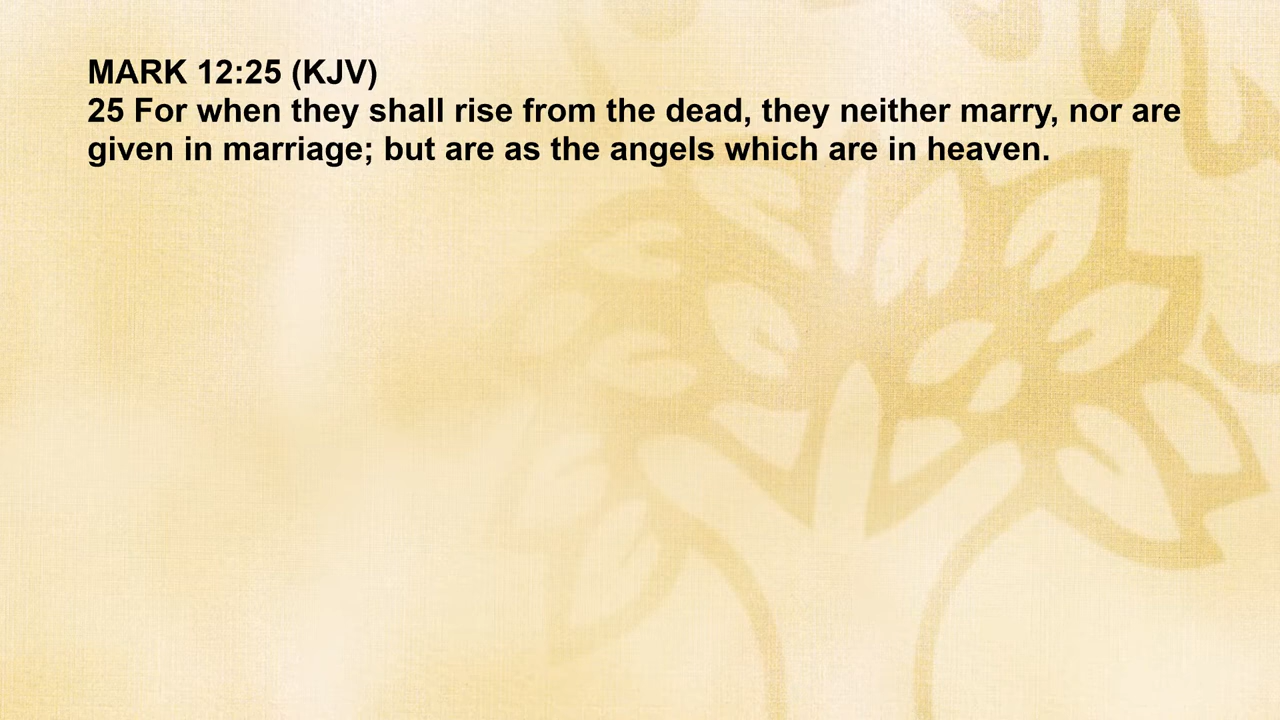 MARK 12:25 (KJV)
25 For when they shall rise from the dead, they neither marry, nor are
given in marriage; but are as the angels which are in heaven.